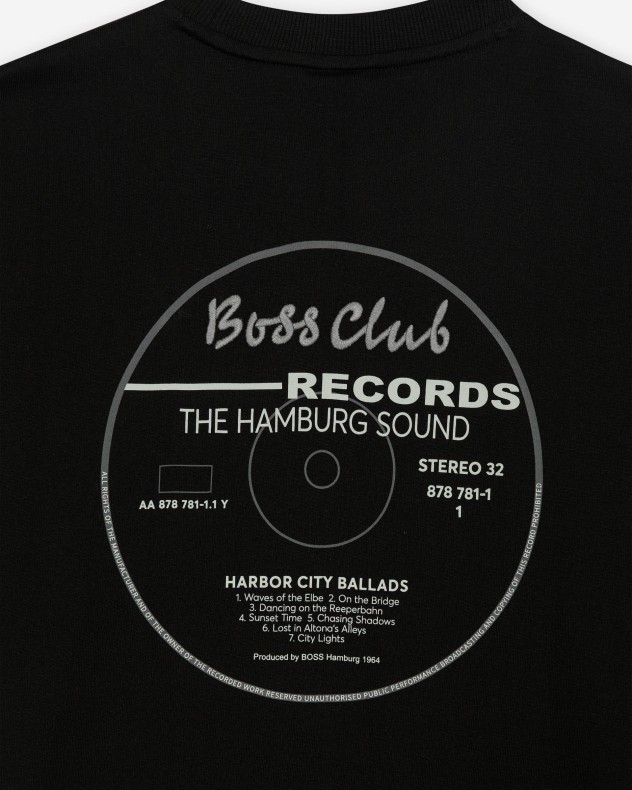 Boss Club
RECORDS
THE HAMBURG SOUND
STEREO 32
878 781-1
1
AA 878 781-1.1 Y
HARBOR CITY BALLADS
1. Waves of the Elbe 2. On the Bridge
3. Dancing on the Reeperbahn
4. Sunset Time 5. Chasing Shadows
6. Lost in Altona's Alleys
7. City Lights
Produced by BOSS Hamburg 1964
ALL RIGHTS OF THE MANUFACTURER AND OF THE OWNER OF THE RECORDED WORK RESERVED UNAUTHORISED PUBLIC PERFORMANCE BROADCASTING AND COPYING OF THIS RECORD PROHIBITED